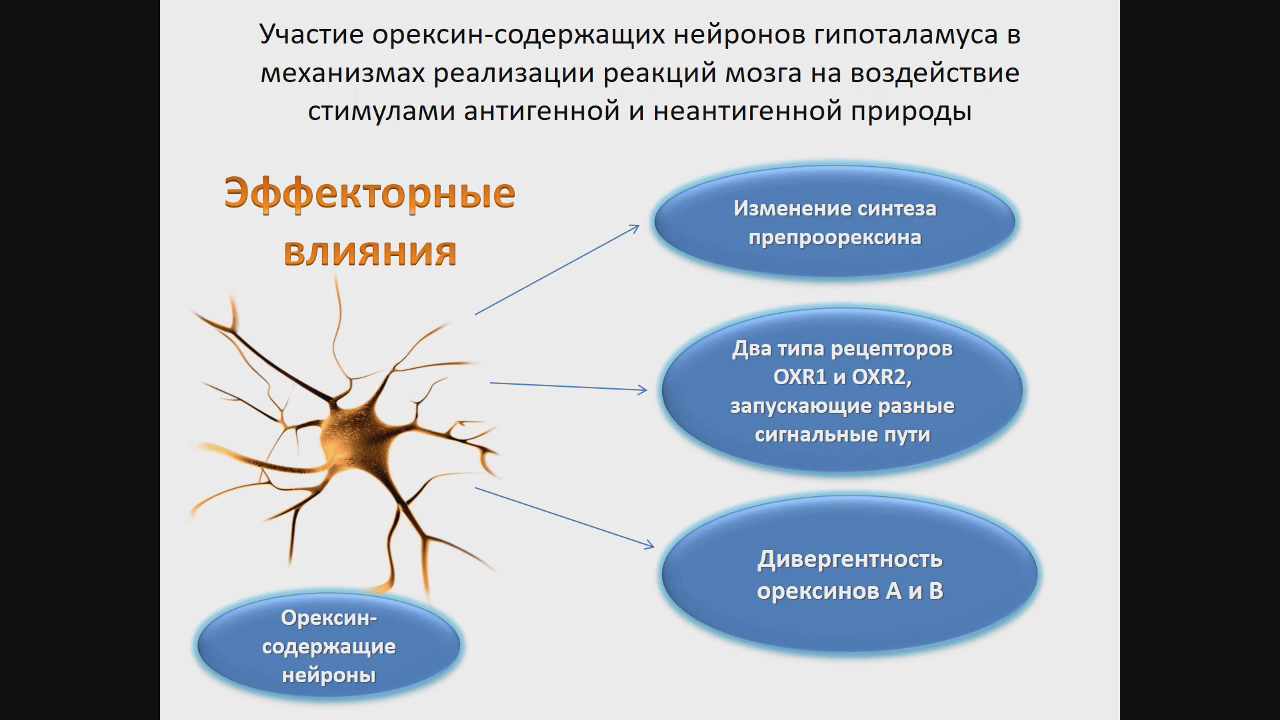 Участие орексин-содержащих нейронов гипоталамуса в
механизмах реализации реакций мозга на воздействие
стимулами антигенной и неантигенной природы
Эффекторные
влияния
Изменение синтеза
препроорексина
Два типа рецепторов
OXR1 и OXR2,
запускающие разные
сигнальные пути
Дивергентность
орексинов А и В
Орексин-
содержащие
нейроны